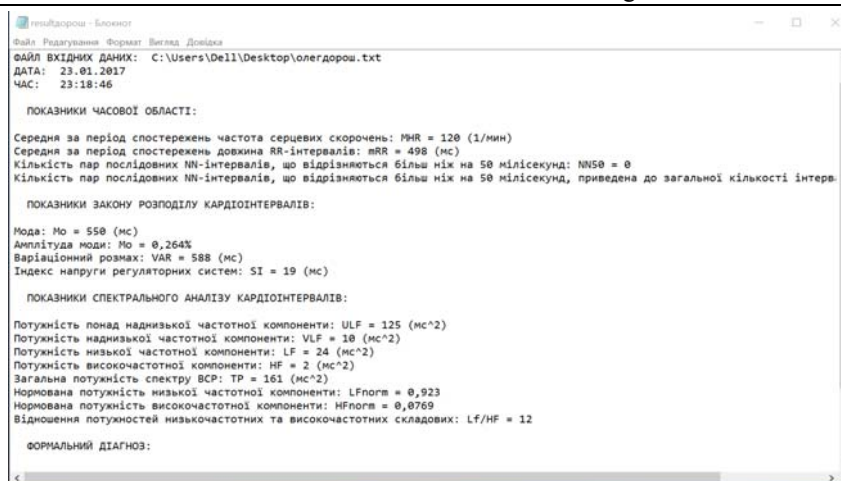 resultдорош – Блокнот
Файл Редагування Формат Вигляд Довідка
ФАЙЛ ВХІДНИХ ДАНИХ: C:\Users\Dell\Desktop\олегдорош.txt
ДАТА: 23.01.2017
ЧАС: 23:18:46
ПОКАЗНИКИ ЧАСОВОЇ ОБЛАСТІ:
Середня за період спостережень частота серцевих скорочень: MHR = 120 (1/мин)
Середня за період спостережень довжина RR-інтервалів: mRR = 498 (мс)
Кількість пар послідовних NN-інтервалів, що відрізняються більш ніж на 50 мілісекунд: NN50 = 0
Кількість пар послідовних NN-інтервалів, що відрізняються більш ніж на 50 мілісекунд, приведена до загальної кількості інтерв
ПОКАЗНИКИ ЗАКОНУ РОЗПОДІЛУ КАРДІОІНТЕРВАЛІВ:
Мода: Mo = 550 (мс)
Амплітуда моди: Mo = 0,264%
Варіаційний розмах: VAR = 588 (мс)
Індекс напруги регуляторних систем: SI = 19 (мс)
ПОКАЗНИКИ СПЕКТРАЛЬНОГО АНАЛІЗУ КАРДІОІНТЕРВАЛІВ:
Потужність понад наднизької частотної компоненти: ULF = 125 (мс^2)
Потужність наднизької частотної компоненти: VLF = 10 (мс^2)
Потужність низької частотної компоненти: LF = 24 (мс^2)
Потужність високочастотної компоненти: HF = 2 (мс^2)
Загальна потужність спектру ВСР: TP = 161 (мс^2)
Нормована потужність низької частотної компоненти: LFnorm = 0,923
Нормована потужність високочастотної компоненти: HFnorm = 0,0769
Відношення потужностей низькочастотних та високочастотних складових: Lf/HF = 12
ФОРМАЛЬНИЙ ДІАГНОЗ: